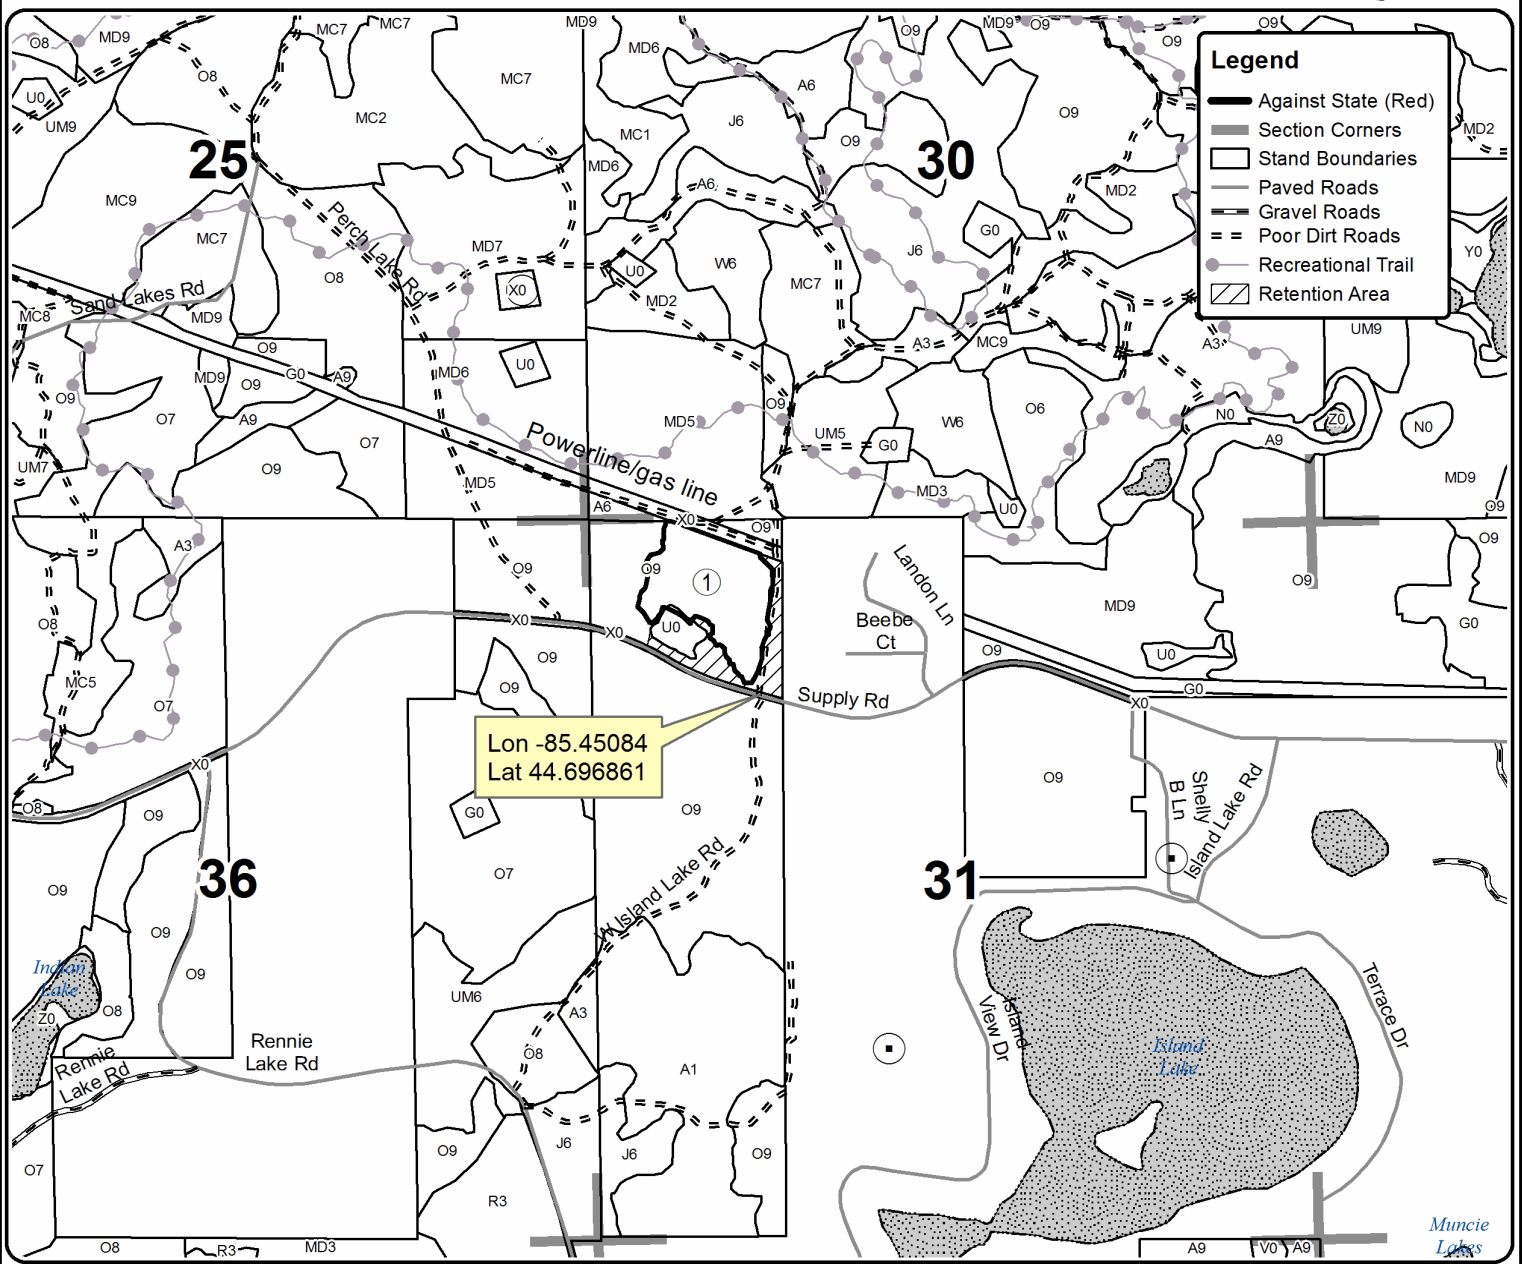 Legend
Against State (Red)
Section Corners
Stand Boundaries
Paved Roads
Gravel Roads
Poor Dirt Roads
Recreational Trail
Retention Area
O8
MD9
MC7
MC7
MD9
MD6
O9
MD9
O9
O9
O9
U0
O8
MC7
A6
UM9
MC2
MC1
J6
O9
O9
MD2
25
30
MD6
MC9
A6
MD2
MC7
Perch Lake Rd
MD7
G0
O8
U0
W6
J6
Y0
X0
MC7
MD2
Sand Lakes Rd
MC8
MD9
UM9
O9
MD6
U0
A3
MC9
A3
MD9
O9
G0
A9
O9
O9
O7
A9
MD5
W6
O6
N0
Z0
N0
O7
Powerline/gas line
UM5
G0
A9
UM7
O9
MD5
MD3
MD9
A6
X0
O9
U0
O9
A3
O9
O9
1
Landon Ln
O9
O9
O8
X0
X0
U0
Beebe
Ct
MD9
G0
O9
O9
U0
MC5
O9
G0
O7
Supply Rd
X0
Lon -85.45084
Lat 44.696861
X0
O9
Shelly
B Ln
Island Lake Rd
O8
O9
G0
O9
36
O7
31
O9
W Island Lake Rd
O9
Indian
Lake
O9
UM6
Terrace Dr
Z0
O8
A3
Island
View Dr
Rennie
Lake Rd
Rennie
Lake Rd
O8
A1
Island
Lake
O9
J6
J6
O9
O7
R3
Muncie
Lakes
O8
R3
MD3
A9
V0
A9